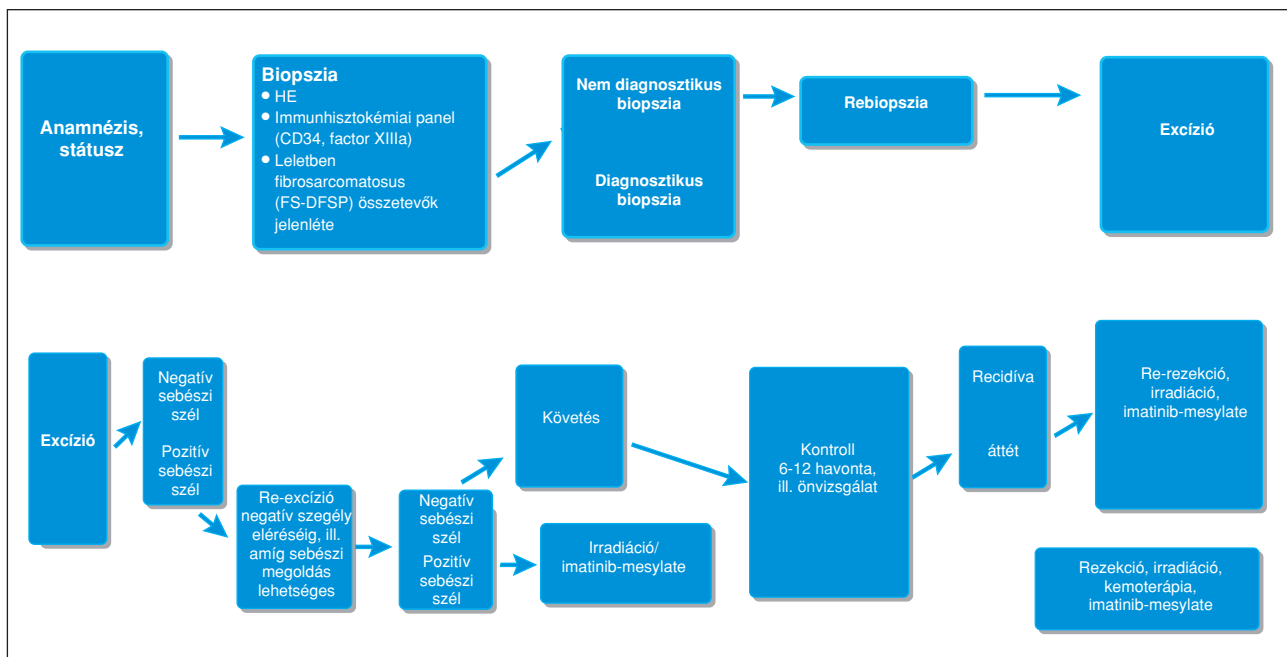 Anamnézis,
státusz
Biopszia
• HE
• Immunhisztokémiai panel
(CD34, factor XIIIa)
• Leletben
fibrosarcomatosus
(FS-DFSP) összetevők
jelenléte
Nem diagnosztikus
biopszia
Diagnosztikus
biopszia
Rebiopszia
Excízió
Excízió
Negatív
sebészi
szél
Pozitív
sebészi
szél
Re-excízió
negatív szegély
eléréséig, ill.
amíg sebészi
megoldás
lehetséges
Negatív
sebészi
szél
Pozitív
sebészi
szél
Követés
Irradiáció/
imatinib-mesylate
Kontroll
6-12 havonta,
ill. önvizsgálat
Recidíva
áttét
Re-rezekció,
irradiáció,
imatinib-mesylate
Rezekció, irradiáció,
kemoterápia,
imatinib-mesylate